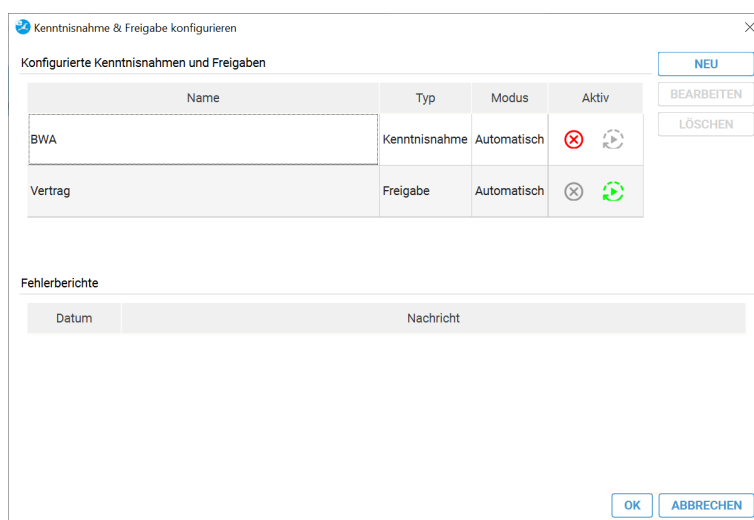 Kenntnisnahme & Freigabe konfigurieren
Konfigurierte Kenntnisnahmen und Freigaben
NEU
Name Typ Modus Aktiv
BEARBEITEN
LÖSCHEN
BWA Kenntnisnahme Automatisch
Vertrag Freigabe Automatisch
Fehlerberichte
Datum Nachricht
OK ABBRECHEN